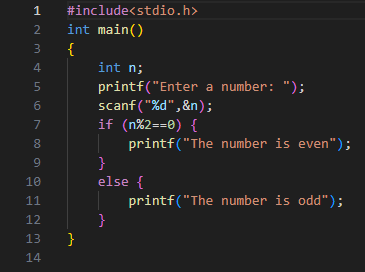 1 #include<stdio.h>
2 int main()
3 {
4     int n;
5     printf("Enter a number: ");
6     scanf("%d",&n);
7     if (n%2==0) {
8         printf("The number is even");
9     }
10     else {
11         printf("The number is odd");
12     }
13 }
14